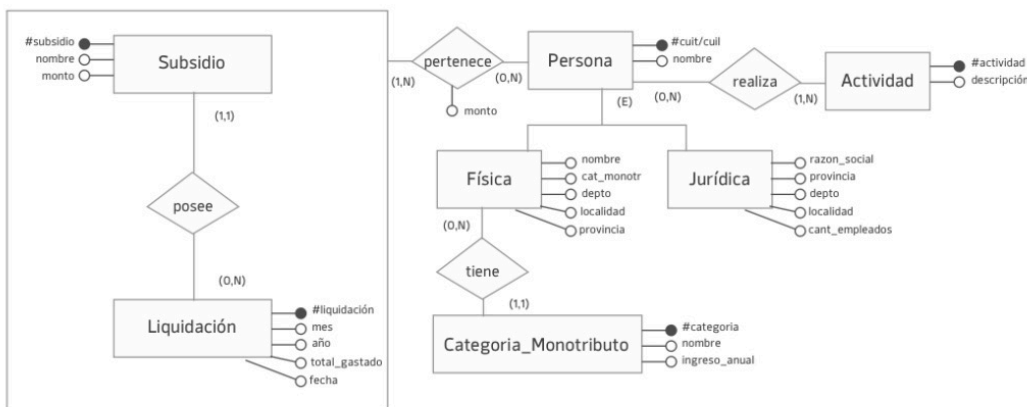 #subsidio
nombre
monto
Subsidio
(1,1)
posee
(0,N)
Liquidación
#liquidación
mes
año
total_gastado
fecha
(1,N)
pertenece
(0,N)
monto
Persona
#cuit/cuil
nombre
(E)
(0,N)
realiza
(1,N)
Actividad
#actividad
descripción
Física
nombre
cat_monotr
depto
localidad
provincia
Jurídica
razon_social
provincia
depto
localidad
cant_empleados
(0,N)
tiene
(1,1)
Categoria_Monotributo
#categoria
nombre
ingreso_anual